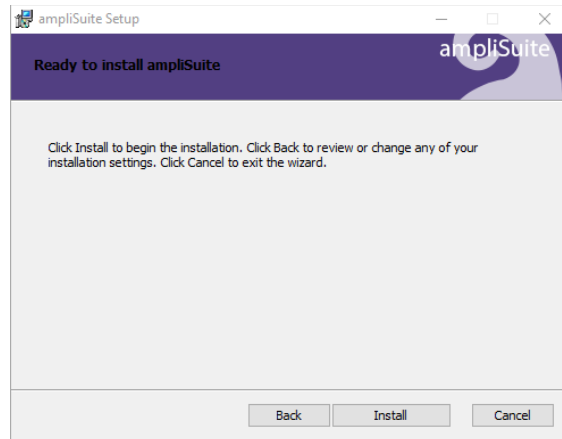 ampliSuite Setup
ampliSuite
Ready to install ampliSuite
Click Install to begin the installation. Click Back to review or change any of your
installation settings. Click Cancel to exit the wizard.
Back Install Cancel